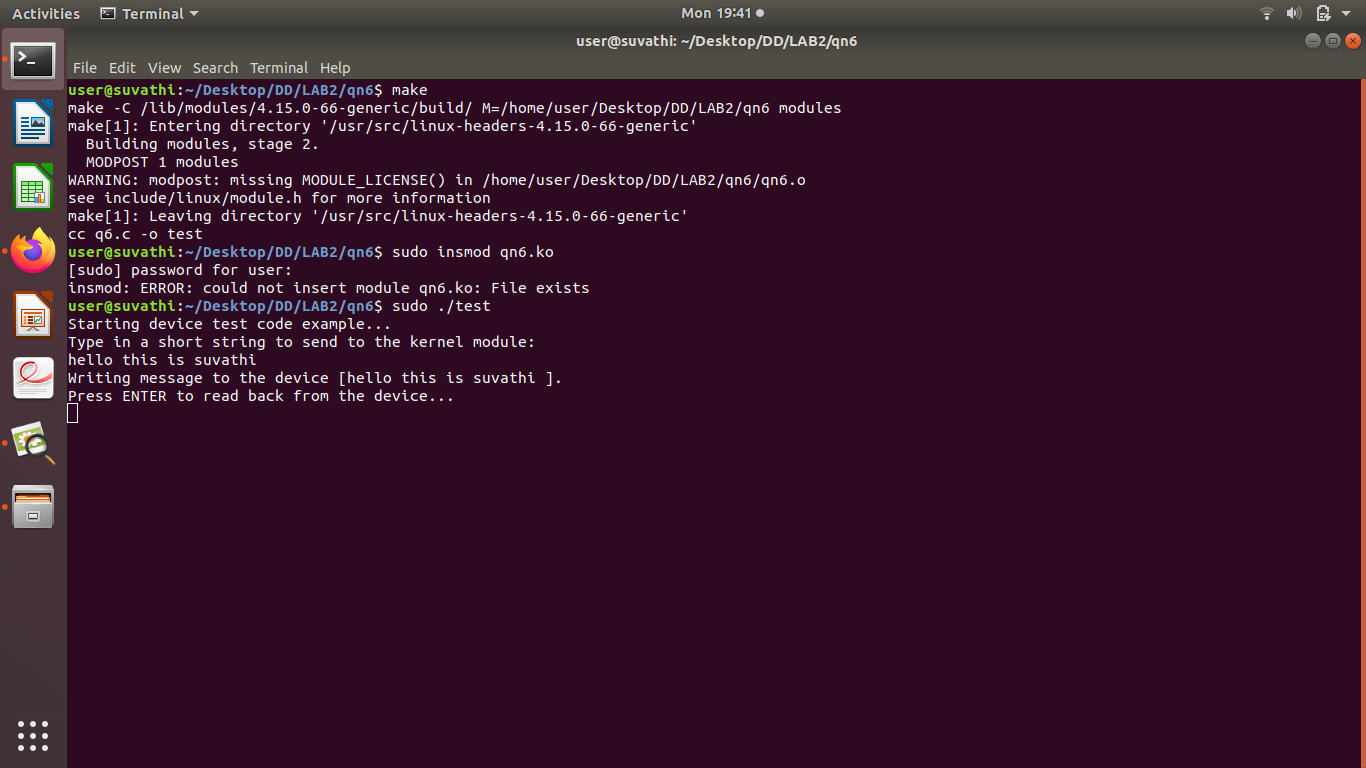 Activities Terminal Mon 19:41
user@suvathi: ~/Desktop/DD/LAB2/qn6
File Edit View Search Terminal Help
user@suvathi:~/Desktop/DD/LAB2/qn6$ make
make -C /lib/modules/4.15.0-66-generic/build/ M=/home/user/Desktop/DD/LAB2/qn6 modules
make[1]: Entering directory '/usr/src/linux-headers-4.15.0-66-generic'
  Building modules, stage 2.
  MODPOST 1 modules
WARNING: modpost: missing MODULE_LICENSE() in /home/user/Desktop/DD/LAB2/qn6/qn6.o
see include/linux/module.h for more information
make[1]: Leaving directory '/usr/src/linux-headers-4.15.0-66-generic'
cc q6.c -o test
user@suvathi:~/Desktop/DD/LAB2/qn6$ sudo insmod qn6.ko
[sudo] password for user:
insmod: ERROR: could not insert module qn6.ko: File exists
user@suvathi:~/Desktop/DD/LAB2/qn6$ sudo ./test
Starting device test code example...
Type in a short string to send to the kernel module:
hello this is suvathi
Writing message to the device [hello this is suvathi ].
Press ENTER to read back from the device...